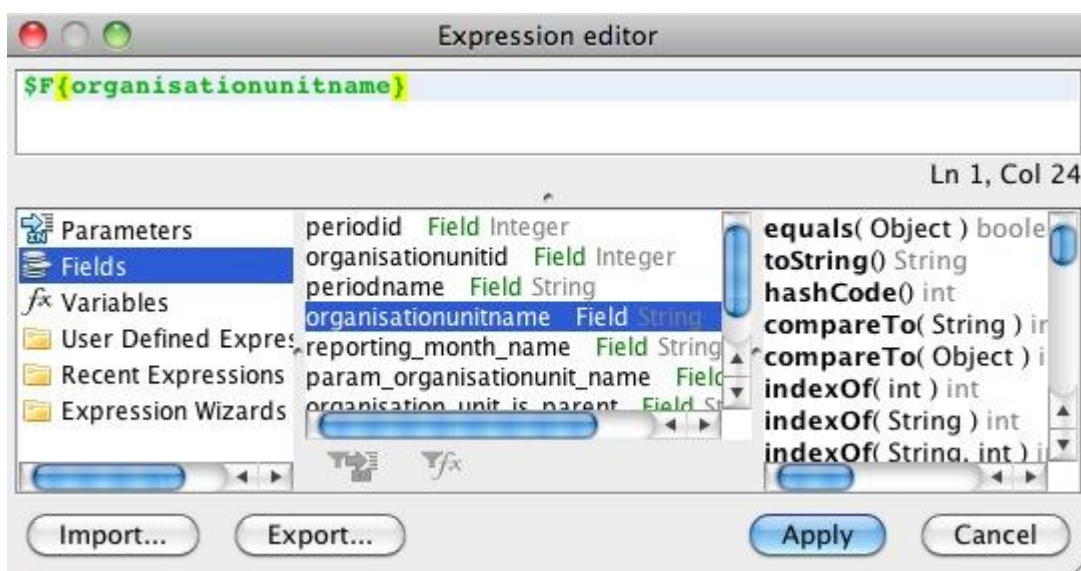 Expression editor
$F{organisationunitname}
Ln 1, Col 24
Parameters
Fields
Variables
User Defined Expres
Recent Expressions
Expression Wizards
periodid Field Integer
organisationunitid Field Integer
periodname Field String
organisationunitname Field String
reporting_month_name Field String
param_organisationunit_name Field
organisation_unit_is_parent Field St
equals( Object ) boole
toString() String
hashCode() int
compareTo( String ) in
compareTo( Object ) i
indexOf( int ) int
indexOf( String ) int
indexOf( String, int ) i
Import...
Export...
Apply
Cancel